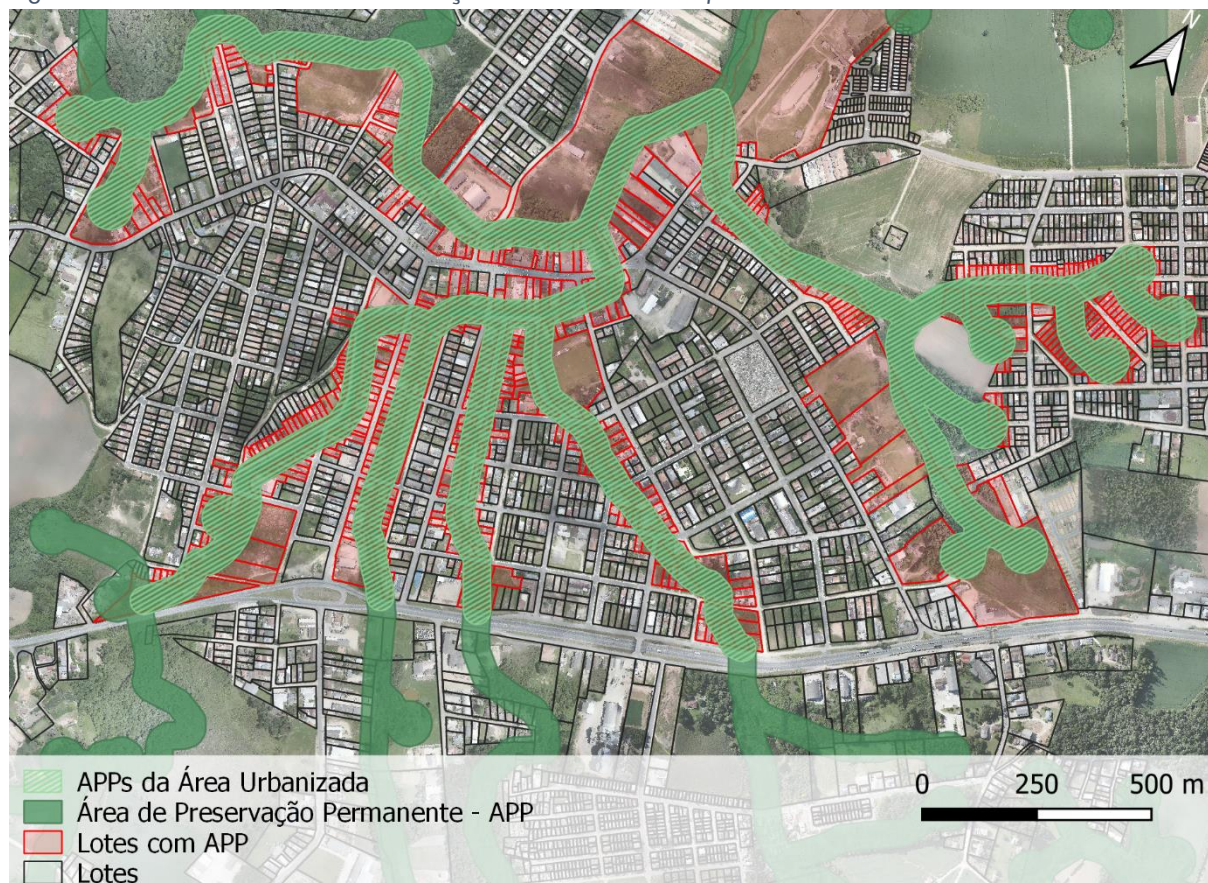 N
APPs da Área Urbanizada
Área de Preservação Permanente - APP
Lotes com APP
Lotes
0 250 500 m